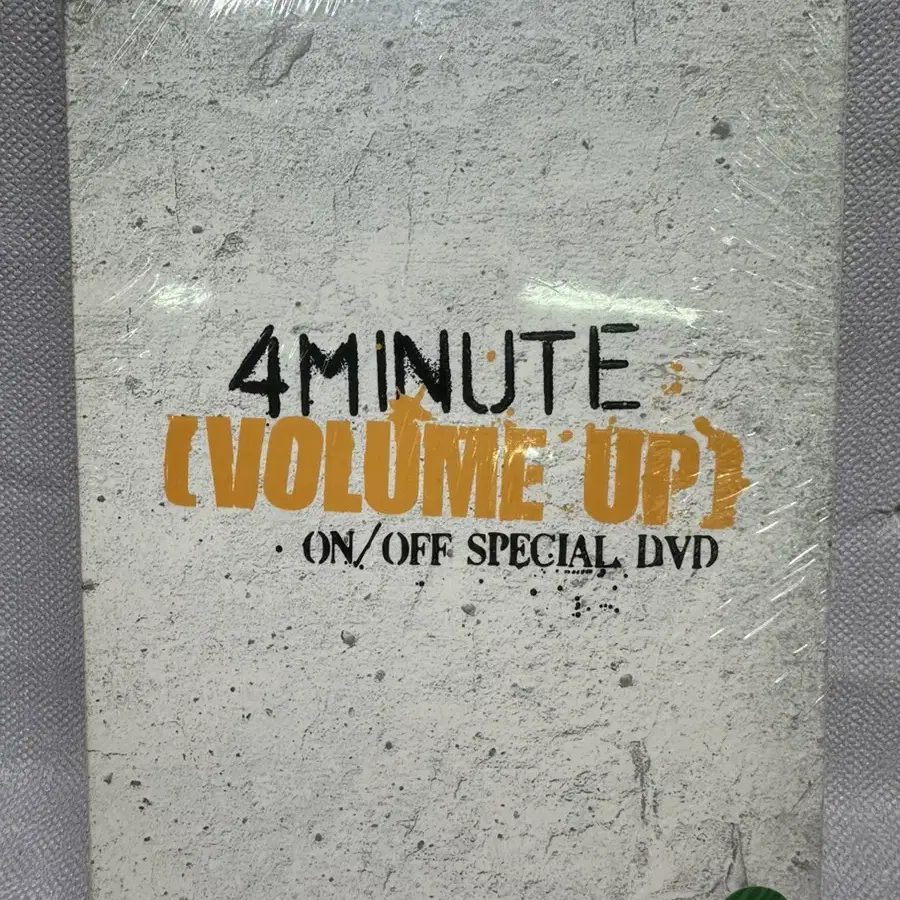 4MINUTE
[VOLUME UP]
ON/OFF SPECIAL DVD